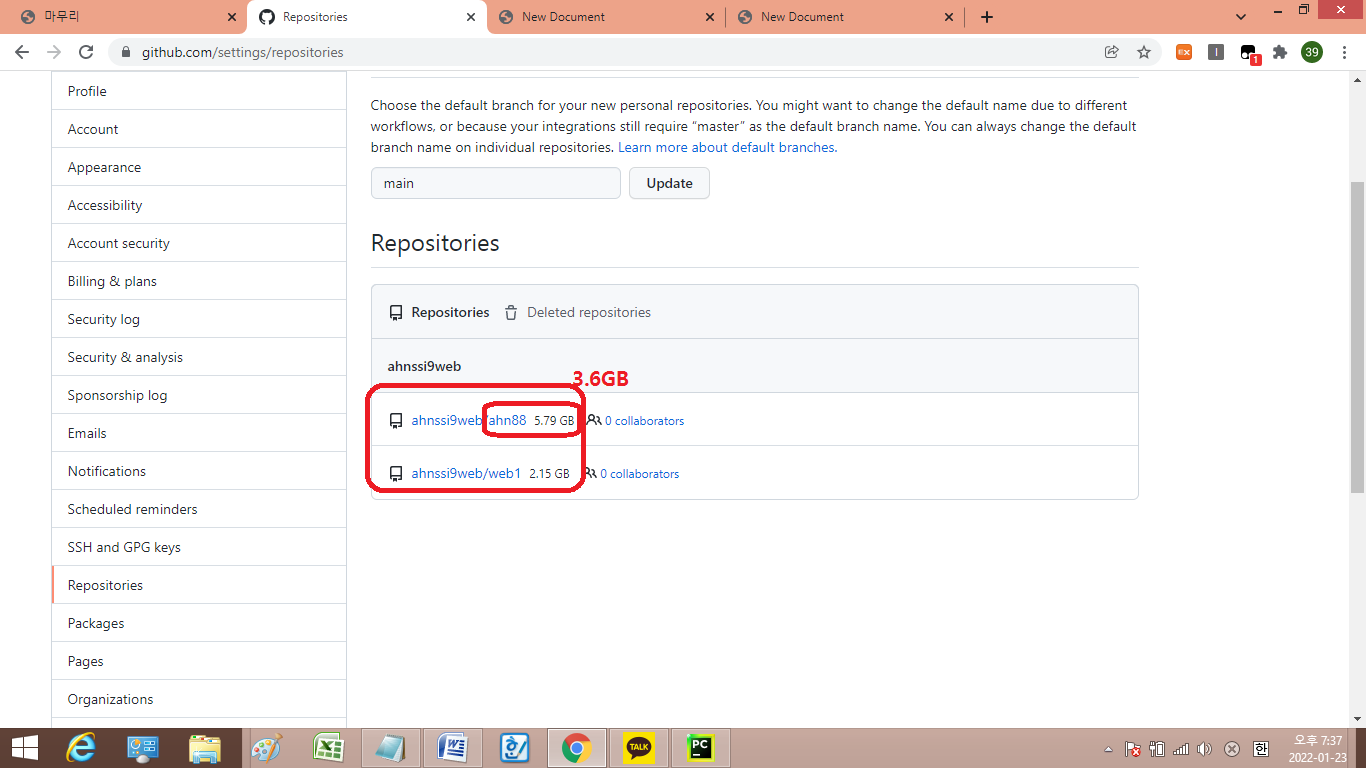 마무리
Repositories
New Document
New Document
github.com/settings/repositories
1
39
Profile
Account
Appearance
Accessibility
Account security
Billing & plans
Security log
Security & analysis
Sponsorship log
Emails
Notifications
Scheduled reminders
SSH and GPG keys
Repositories
Packages
Pages
Organizations
Choose the default branch for your new personal repositories. You might want to change the default name due to different
workflows, or because your integrations still require “master” as the default branch name. You can always change the default
branch name on individual repositories. Learn more about default branches.
main
Update
Repositories
Repositories
Deleted repositories
ahnssi9web
3.6GB
ahnssi9web/ahn88 5.79 GB 0 collaborators
ahnssi9web/web1 2.15 GB 0 collaborators
TALK
PC
한
오후 7:37
2022-01-23